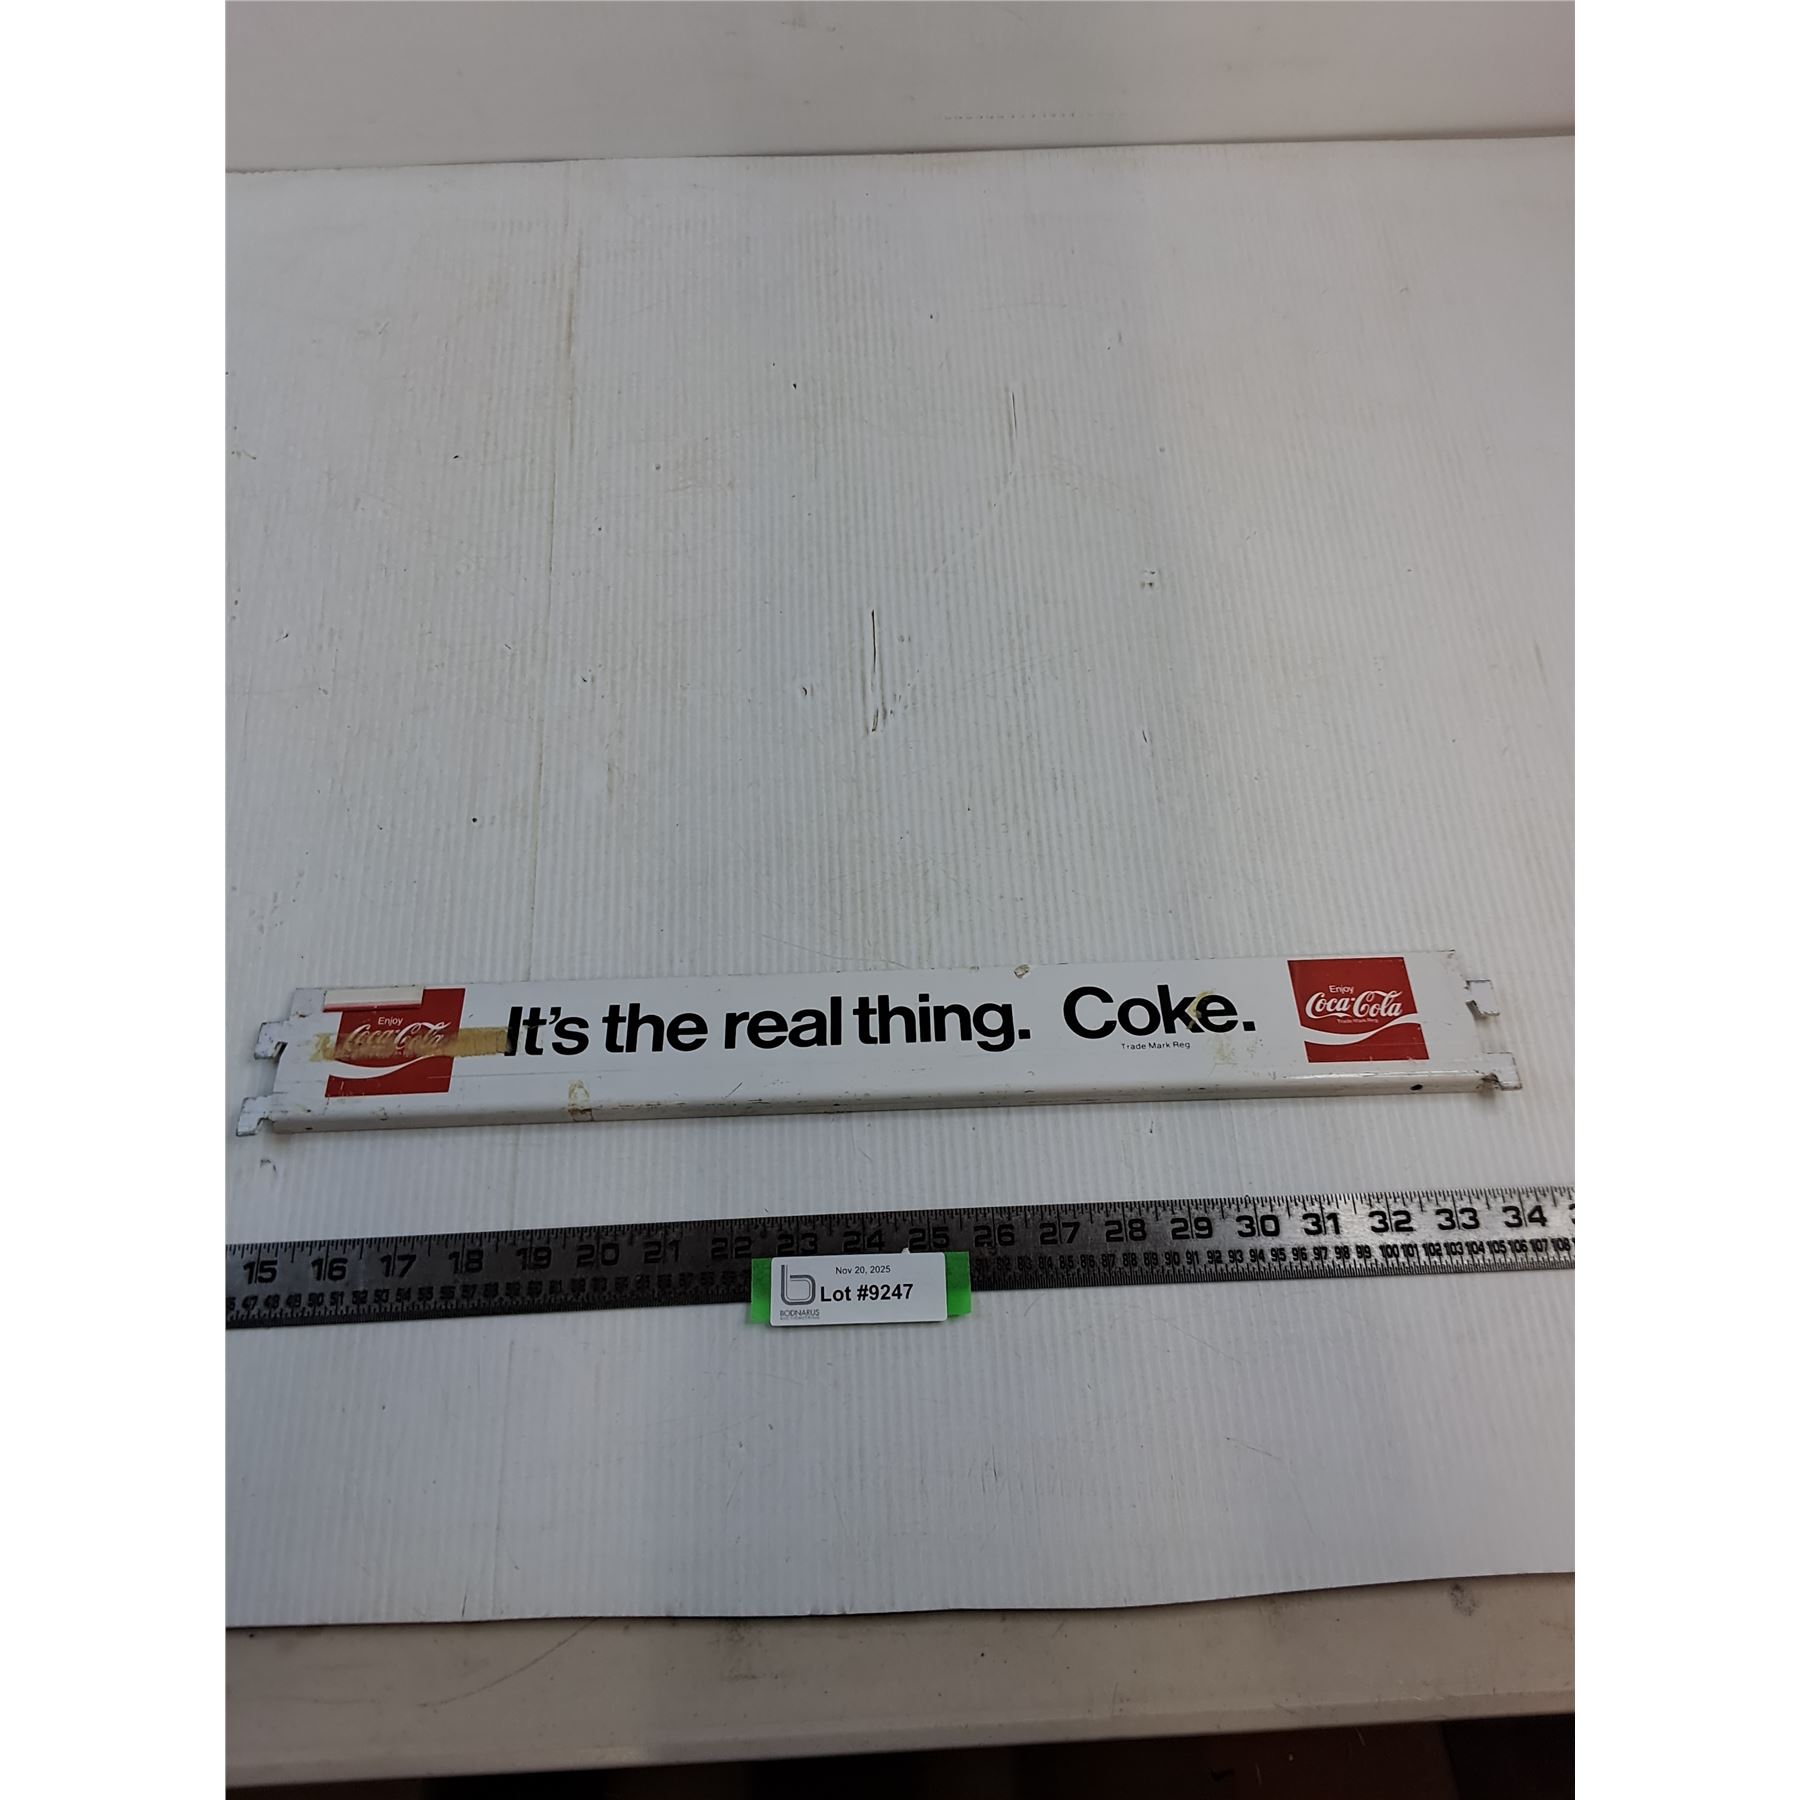 Enjoy
Coca-Cola
It's the real thing. Coke.
Trade Mark Reg
Enjoy
Coca-Cola
Trade Mark Reg
15 16 17 18 19 20 21 22 23 24 25 26 27 28 29 30 31 32 33 34
Nov 20, 2025
Lot #9247
BODNARUS